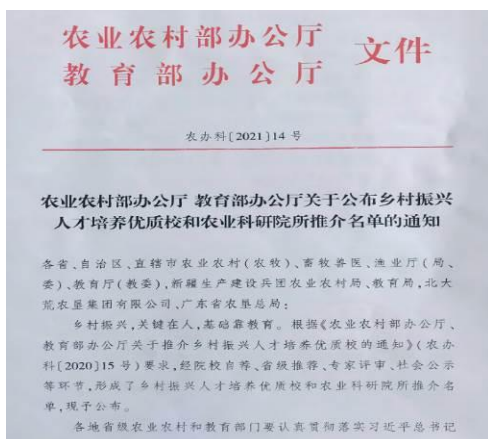 农业农村部办公厅
教育部办公厅
文件
农办科〔2021〕14 号
农业农村部办公厅 教育部办公厅关于公布乡村振兴
人才培养优质校和农业科研院所推介名单的通知
各省、自治区、直辖市农业农村(农牧)、畜牧兽医、渔业厅(局、
委)、教育厅(教委),新疆生产建设兵团农业农村局、教育局,北大
荒农垦集团有限公司、广东省农垦总局:
乡村振兴,关键在人,基础靠教育。根据《农业农村部办公厅、
教育部办公厅关于推介乡村振兴人才培养优质校的通知》(农办
科〔2020〕15 号)要求,经院校自荐、省级推荐、专家评审、社会公示
等环节,形成了乡村振兴人才培养优质校和农业科研院所推介名
单,现予公布。
各地省级农业农村和教育部门要认真贯彻落实习近平总书记